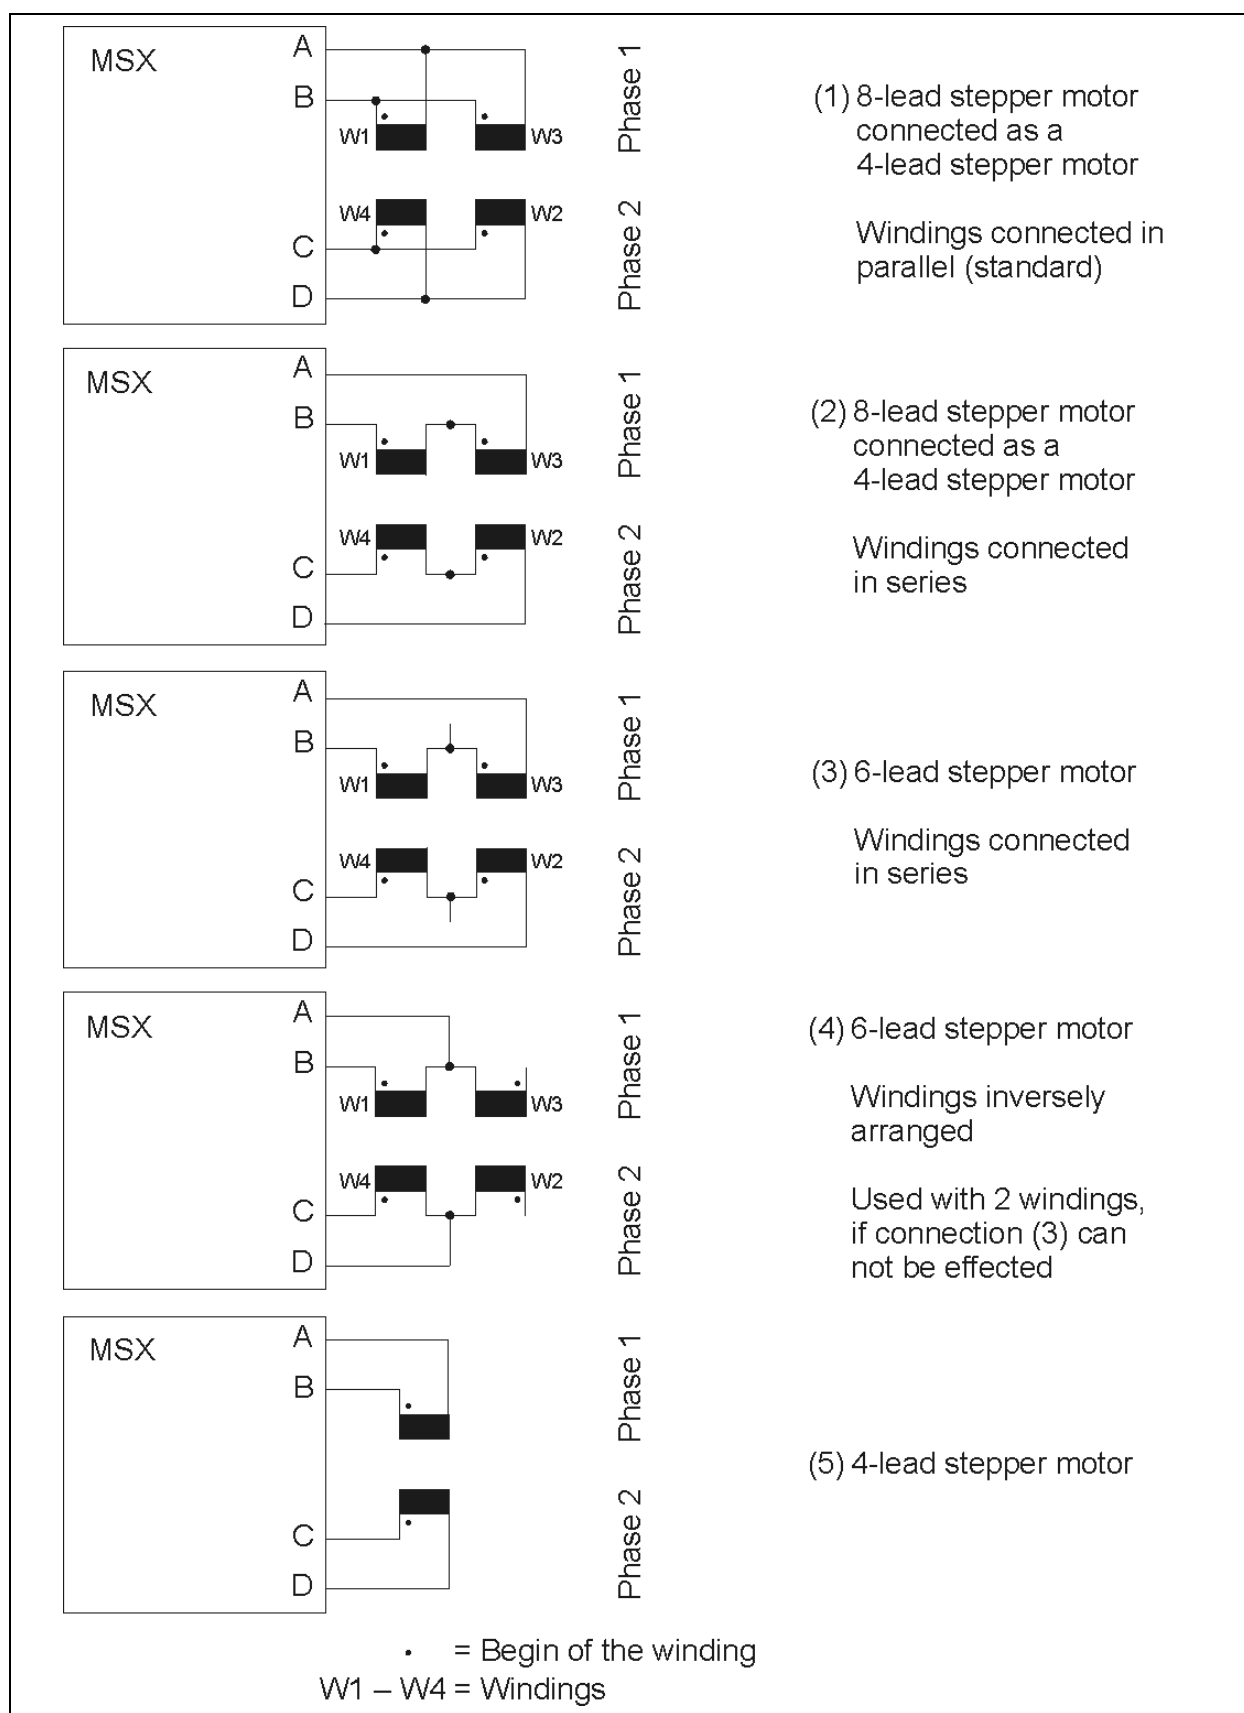 MSX
A
B
C
D
W1
W3
W4
W2
Phase 1
Phase 2
(1) 8-lead stepper motor
connected as a
4-lead stepper motor
Windings connected in
parallel (standard)
MSX
A
B
C
D
W1
W3
W4
W2
Phase 1
Phase 2
(2) 8-lead stepper motor
connected as a
4-lead stepper motor
Windings connected
in series
MSX
A
B
C
D
W1
W3
W4
W2
Phase 1
Phase 2
(3) 6-lead stepper motor
Windings connected
in series
MSX
A
B
C
D
W1
W3
W4
W2
Phase 1
Phase 2
(4) 6-lead stepper motor
Windings inversely
arranged
Used with 2 windings,
if connection (3) can
not be effected
MSX
A
B
C
D
Phase 1
Phase 2
(5) 4-lead stepper motor
• = Begin of the winding
W1 – W4 = Windings